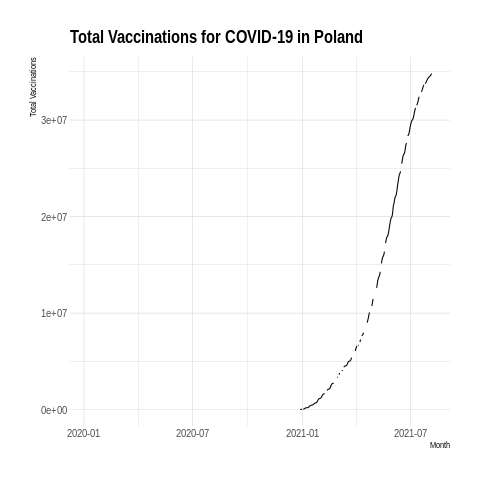 Total Vaccinations for COVID-19 in Poland
Total Vaccinations
3e+07
2e+07
1e+07
0e+00
2020-01
2020-07
2021-01
2021-07
Month